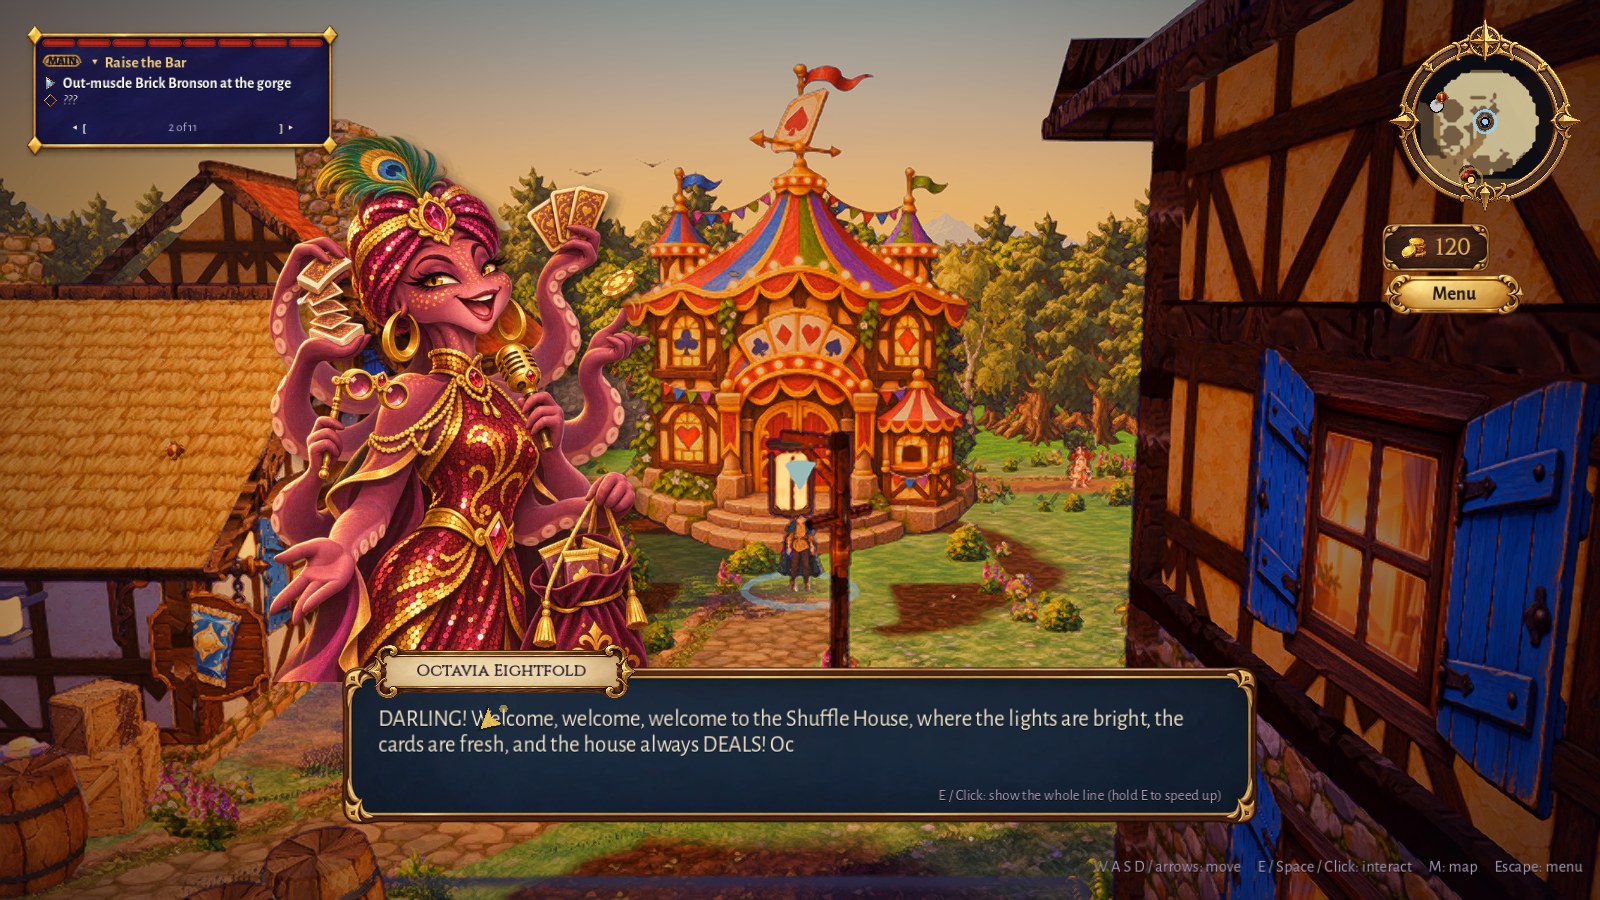 MAIN ▾ Raise the Bar
Out-muscle Brick Bronson at the gorge
???
◂ [ 2 of 11 ] ▸
120
Menu
OCTAVIA EIGHTFOLD
DARLING! Welcome, welcome, welcome to the Shuffle House, where the lights are bright, the
cards are fresh, and the house always DEALS! Oc
E / Click: show the whole line (hold E to speed up)
W A S D / arrows: move E / Space / Click: interact M: map Escape: menu